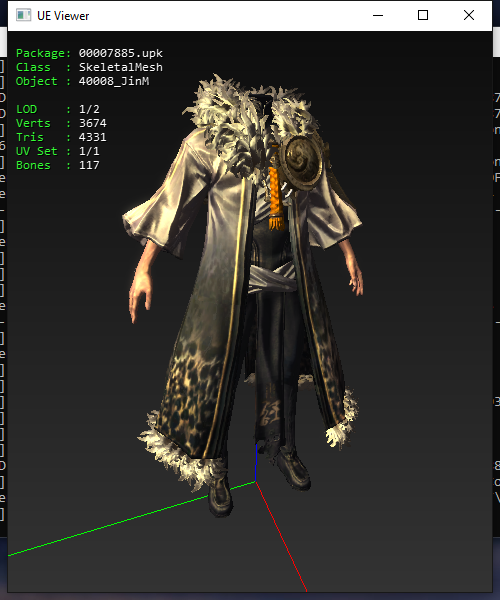 UE Viewer
Package: 00007885.upk
Class : SkeletalMesh
Object : 40008_JinM
LOD : 1/2
Verts : 3674
Tris : 4331
UV Set : 1/1
Bones : 117